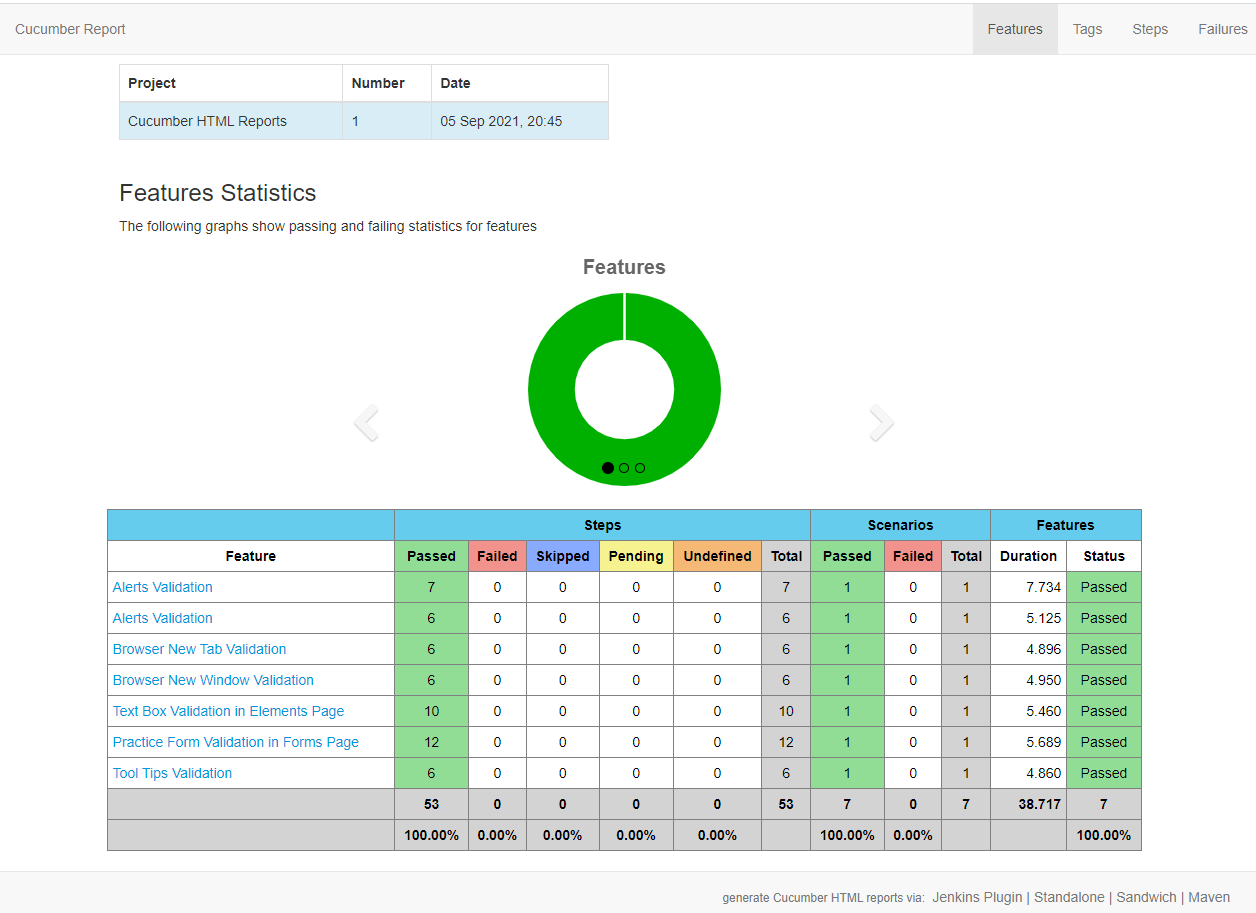 Cucumber Report Features Tags Steps Failures
Project Number Date
Cucumber HTML Reports 1 05 Sep 2021, 20:45
Features Statistics
The following graphs show passing and failing statistics for features
Features
Steps Scenarios Features
Feature Passed Failed Skipped Pending Undefined Total Passed Failed Total Duration Status
Alerts Validation 7 0 0 0 0 7 1 0 1 7.734 Passed
Alerts Validation 6 0 0 0 0 6 1 0 1 5.125 Passed
Browser New Tab Validation 6 0 0 0 0 6 1 0 1 4.896 Passed
Browser New Window Validation 6 0 0 0 0 6 1 0 1 4.950 Passed
Text Box Validation in Elements Page 10 0 0 0 0 10 1 0 1 5.460 Passed
Practice Form Validation in Forms Page 12 0 0 0 0 12 1 0 1 5.689 Passed
Tool Tips Validation 6 0 0 0 0 6 1 0 1 4.860 Passed
53 0 0 0 0 53 7 0 7 38.717 7
100.00% 0.00% 0.00% 0.00% 0.00% 100.00% 0.00% 100.00%
generate Cucumber HTML reports via: Jenkins Plugin | Standalone | Sandwich | Maven